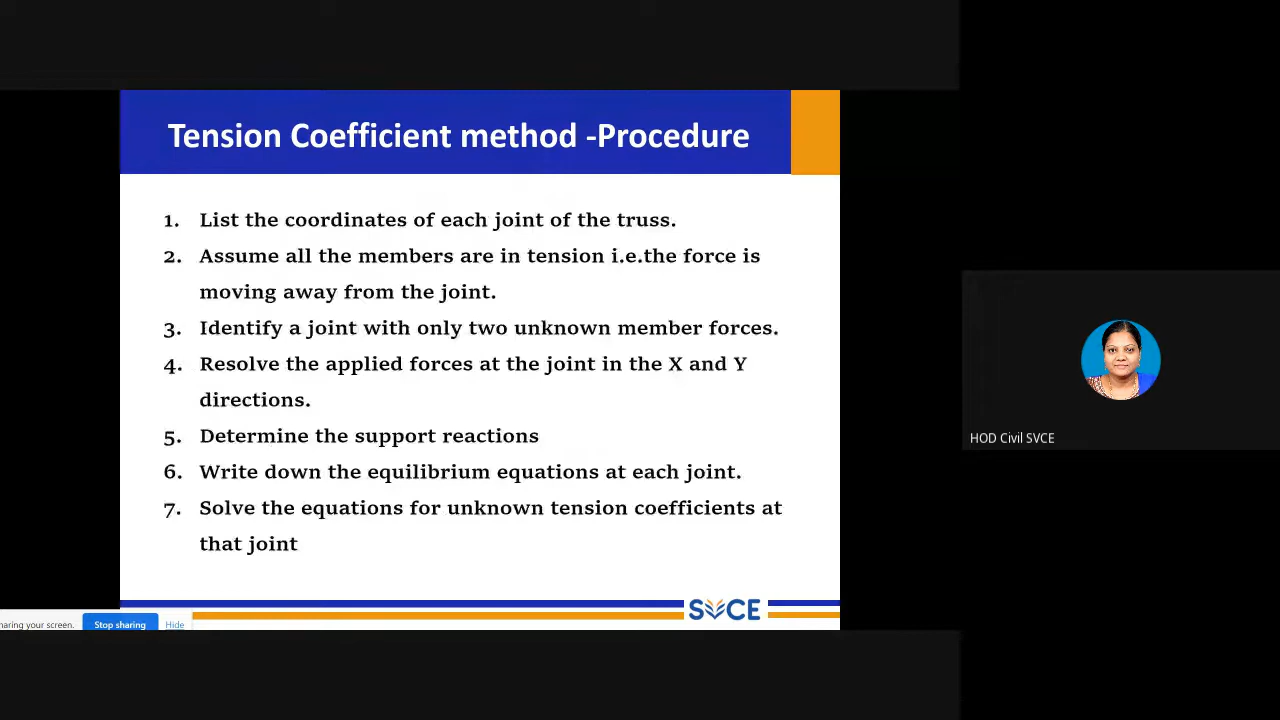 Tension Coefficient method -Procedure
1. List the coordinates of each joint of the truss.
2. Assume all the members are in tension i.e.the force is
moving away from the joint.
3. Identify a joint with only two unknown member forces.
4. Resolve the applied forces at the joint in the X and Y
directions.
5. Determine the support reactions
6. Write down the equilibrium equations at each joint.
7. Solve the equations for unknown tension coefficients at
that joint
HOD Civil SVCE
SVCE
haring your screen. Stop sharing Hide